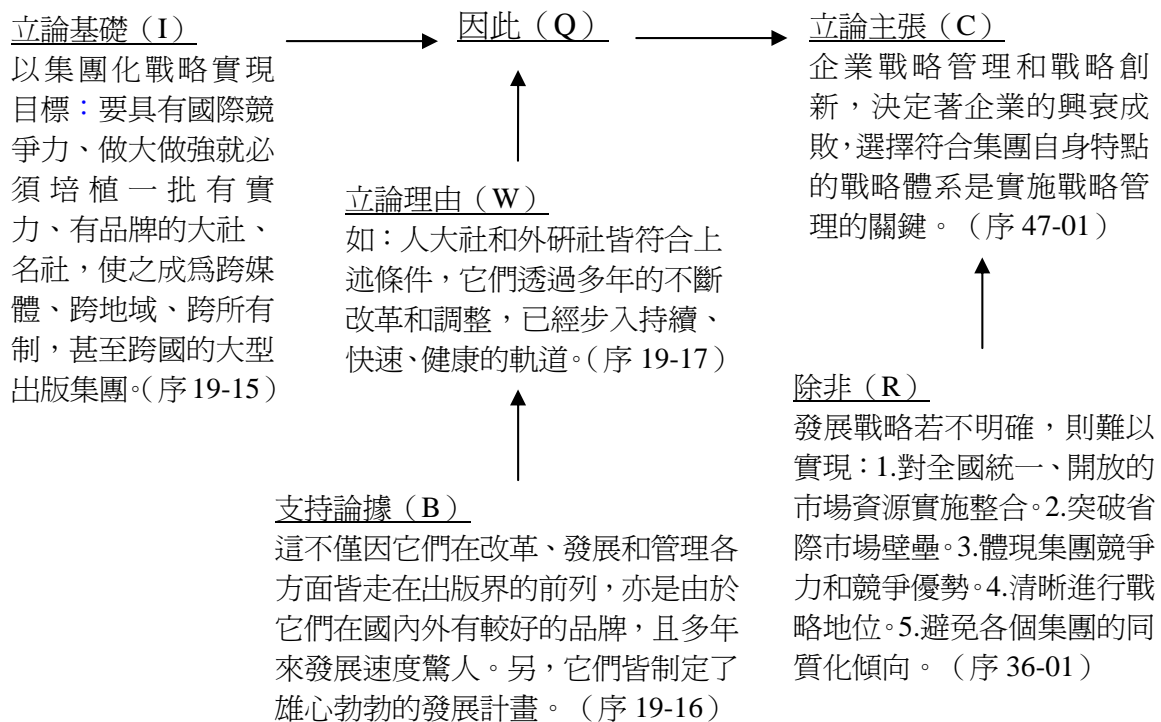 立論基礎（I）
以集團化戰略實現
目標：要具有國際競
爭力、做大做強就必
須培植一批有實
力、有品牌的大社、
名社，使之成爲跨媒
體、跨地域、跨所有
制，甚至跨國的大型
出版集團。（序 19-15）
因此（Q）
立論主張（C）
企業戰略管理和戰略創
新，決定著企業的興衰成
敗，選擇符合集團自身特點
的戰略體系是實施戰略管
理的關鍵。（序 47-01）
立論理由（W）
如：人大社和外研社皆符合上
述條件，它們透過多年的不斷
改革和調整，已經步入持續、
快速、健康的軌道。（序 19-17）
除非（R）
發展戰略若不明確，則難以
實現：1.對全國統一、開放的
市場資源實施整合。2.突破省
際市場壁壘。3.體現集團競爭
力和競爭優勢。4.清晰進行戰
略地位。5.避免各個集團的同
質化傾向。（序 36-01）
支持論據（B）
這不僅因它們在改革、發展和管理各
方面皆走在出版界的前列，亦是由於
它們在國內外有較好的品牌，且多年
來發展速度驚人。另，它們皆制定了
雄心勃勃的發展計畫。（序 19-16）